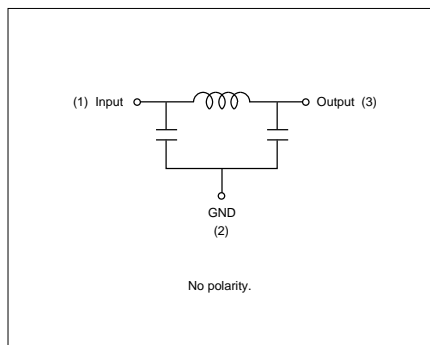 (1) Input
Output (3)
GND
(2)
No polarity.